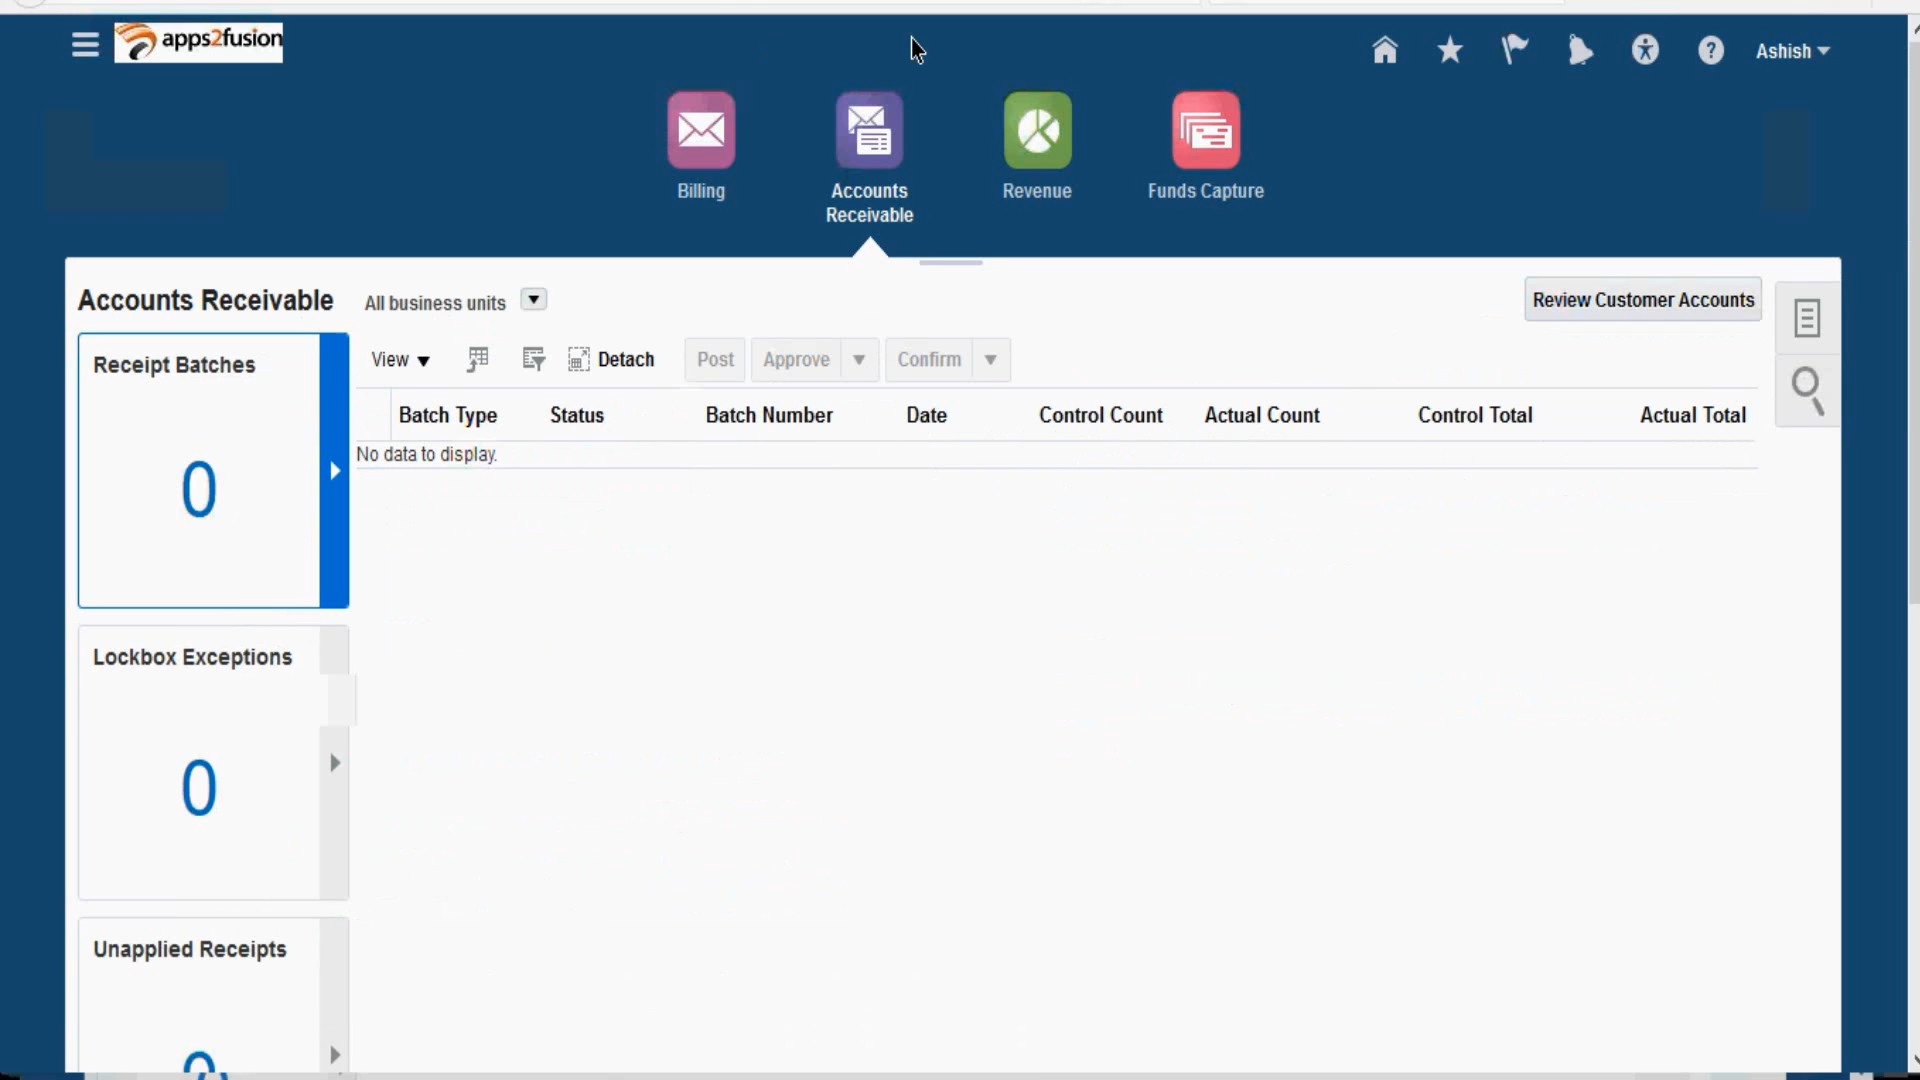 apps2fusion
Ashish
Billing
Accounts
Receivable
Revenue
Funds Capture
Accounts Receivable
All business units
Review Customer Accounts
Receipt Batches
0
View
Detach
Post
Approve
Confirm
Batch Type
Status
Batch Number
Date
Control Count
Actual Count
Control Total
Actual Total
No data to display.
Lockbox Exceptions
0
Unapplied Receipts